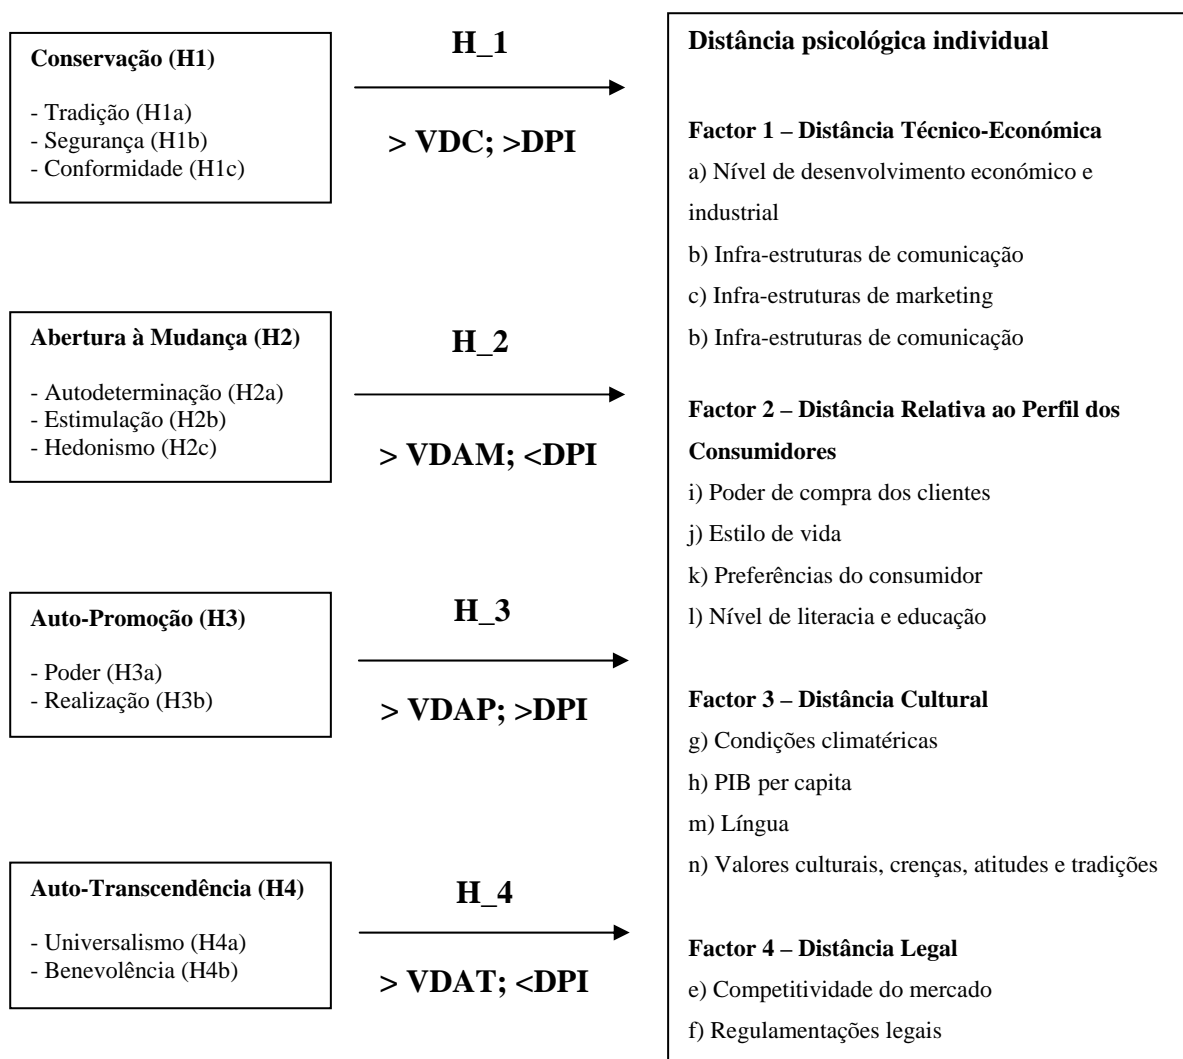 Conservação (H1)
- Tradição (H1a)
- Segurança (H1b)
- Conformidade (H1c)
H_1
> VDC; >DPI
Abertura à Mudança (H2)
- Autodeterminação (H2a)
- Estimulação (H2b)
- Hedonismo (H2c)
H_2
> VDAM; <DPI
Auto-Promoção (H3)
- Poder (H3a)
- Realização (H3b)
H_3
> VDAP; >DPI
Auto-Transcendência (H4)
- Universalismo (H4a)
- Benevolência (H4b)
H_4
> VDAT; <DPI
Distância psicológica individual
Factor 1 – Distância Técnico-Económica
a) Nível de desenvolvimento económico e
industrial
b) Infra-estruturas de comunicação
c) Infra-estruturas de marketing
b) Infra-estruturas de comunicação
Factor 2 – Distância Relativa ao Perfil dos
Consumidores
i) Poder de compra dos clientes
j) Estilo de vida
k) Preferências do consumidor
l) Nível de literacia e educação
Factor 3 – Distância Cultural
g) Condições climatéricas
h) PIB per capita
m) Língua
n) Valores culturais, crenças, atitudes e tradições
Factor 4 – Distância Legal
e) Competitividade do mercado
f) Regulamentações legais